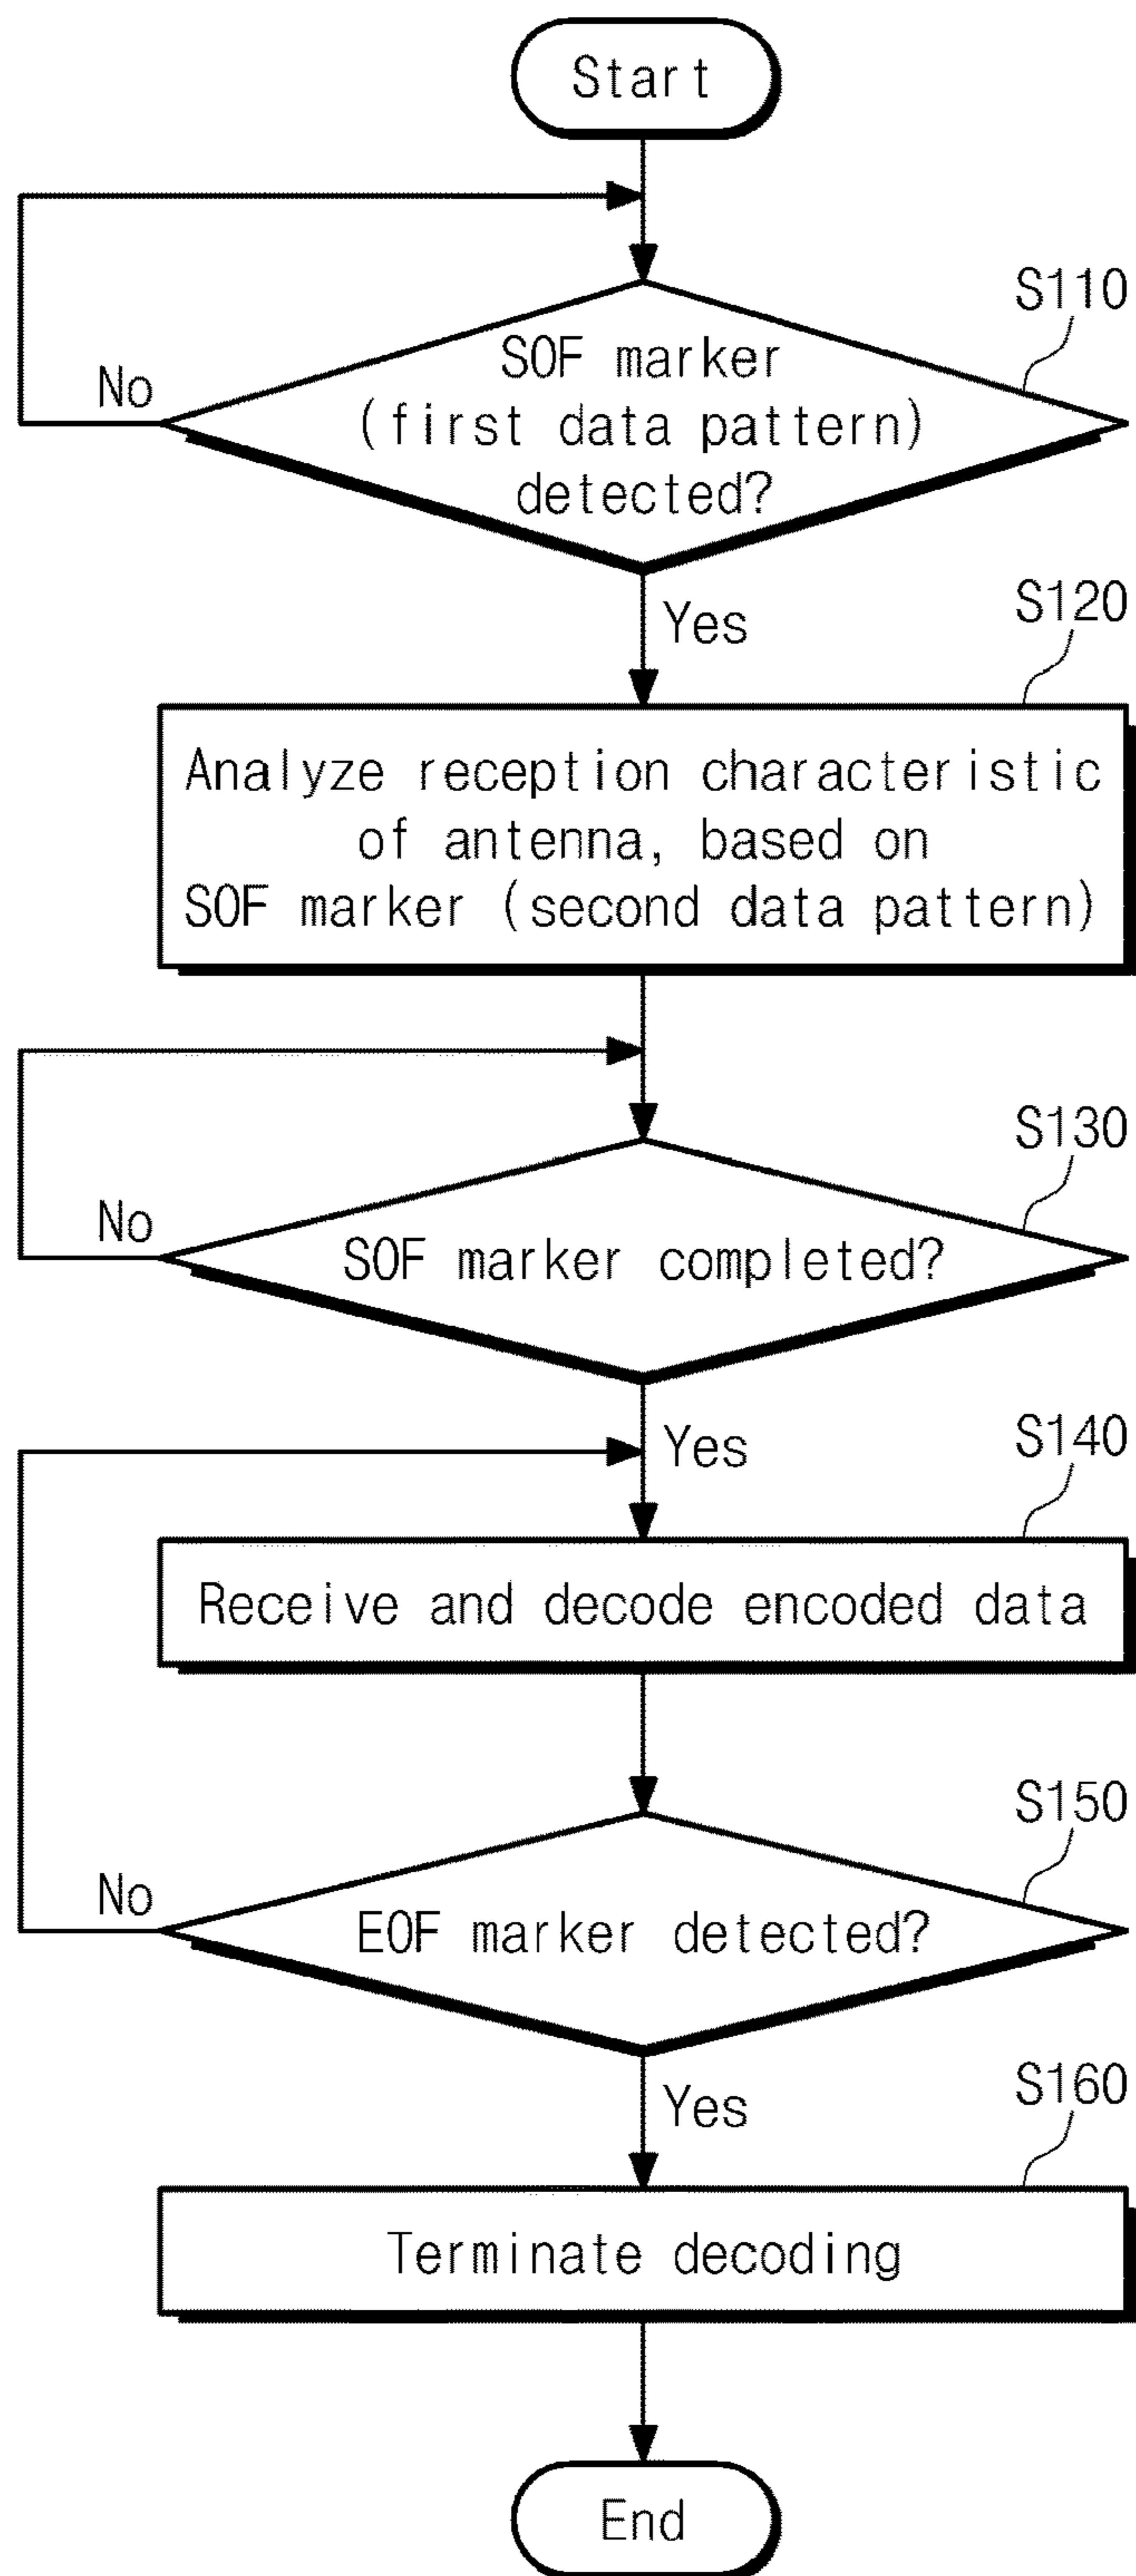 Start
S110
SOF marker
(first data pattern)
detected?
No
Yes
S120
Analyze reception characteristic
of antenna, based on
SOF marker (second data pattern)
S130
No
SOF marker completed?
Yes
S140
Receive and decode encoded data
S150
No
EOF marker detected?
Yes
S160
Terminate decoding
End